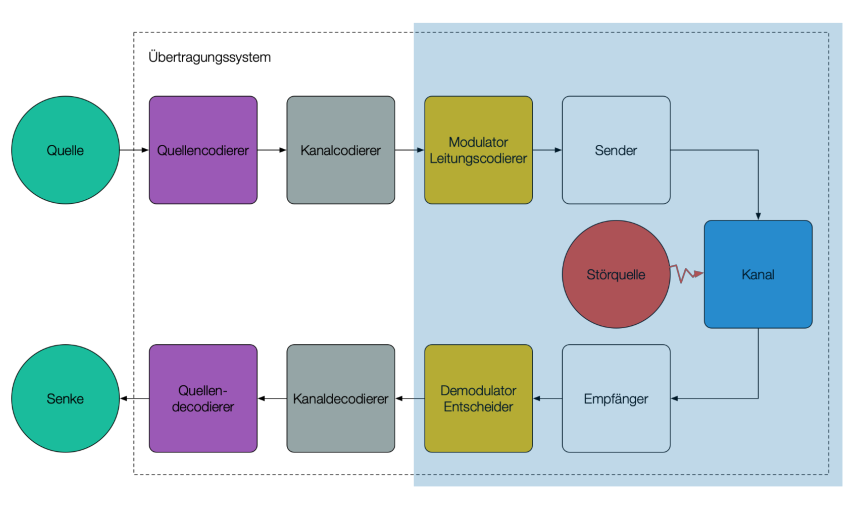 Übertragungssystem
Quelle
Quellencodierer
Kanalcodierer
Modulator
Leitungscodierer
Sender
Störquelle
Kanal
Senke
Quellen-
decodierer
Kanaldecodierer
Demodulator
Entscheider
Empfänger